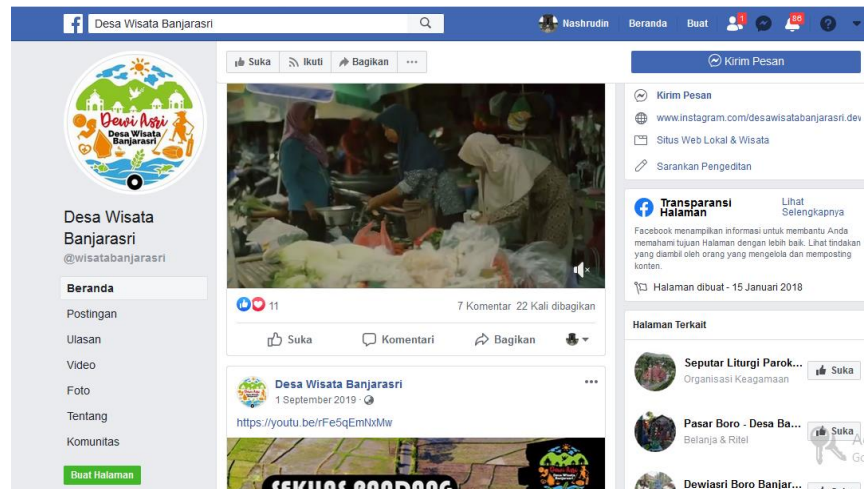 Desa Wisata Banjarasri
Nashrudin
Beranda
Buat
86
Dewi Asri
Desa Wisata
Banjarasri
Desa Wisata
Banjarasri
@wisatabanjarasri
Beranda
Postingan
Ulasan
Video
Foto
Tentang
Komunitas
Buat Halaman
Suka
Ikuti
Bagikan
11
7 Komentar 22 Kali dibagikan
Suka
Komentari
Bagikan
Desa Wisata Banjarasri
1 September 2019
https://youtu.be/rFe5qEmNxMw
SEKILAS PANDANG
Kirim Pesan
Kirim Pesan
www.instagram.com/desawisatabanjarasri.dew
Situs Web Lokal & Wisata
Sarankan Pengeditan
Transparansi
Halaman
Lihat
Selengkapnya
Facebook menampilkan informasi untuk membantu Anda
memahami tujuan Halaman dengan lebih baik. Lihat tindakan
yang diambil oleh orang yang mengelola dan memposting
konten.
Halaman dibuat - 15 Januari 2018
Halaman Terkait
Seputar Liturgi Parok...
Organisasi Keagamaan
Suka
Pasar Boro - Desa Ba...
Belanja & Ritel
Suka
Dewiasri Boro Banjar...